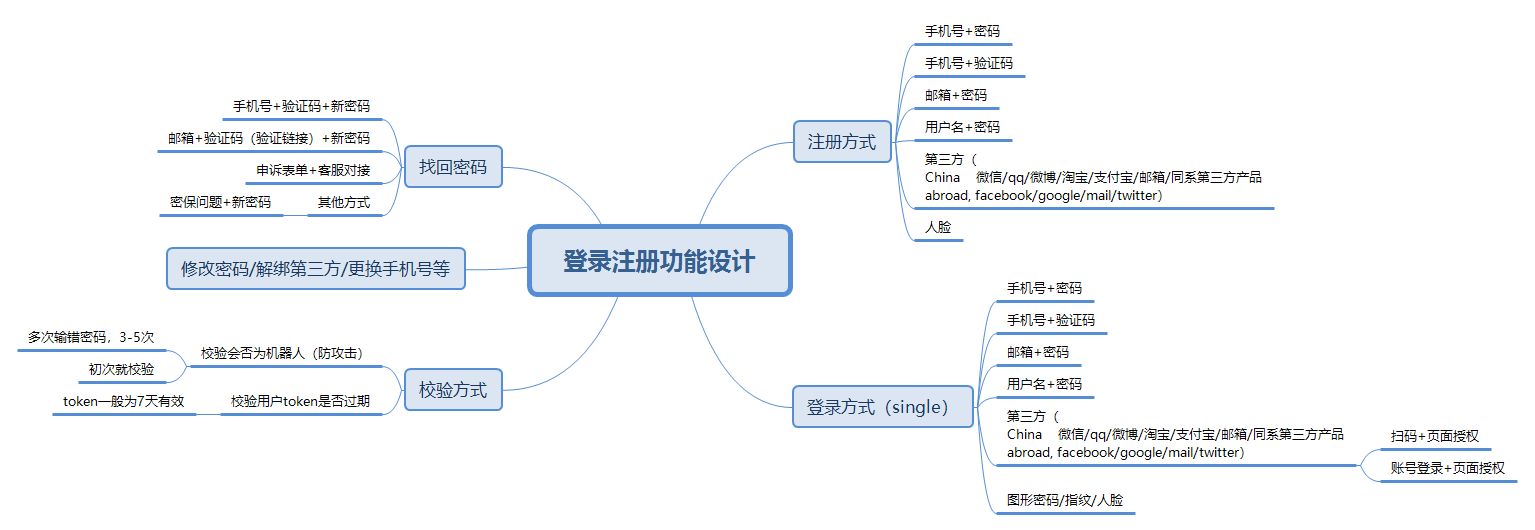 登录注册功能设计
注册方式
手机号+密码
手机号+验证码
邮箱+密码
用户名+密码
第三方（
China 微信/qq/微博/淘宝/支付宝/邮箱/同系第三方产品
abroad, facebook/google/mail/twitter）
人脸
登录方式（single）
手机号+密码
手机号+验证码
邮箱+密码
用户名+密码
第三方（
China 微信/qq/微博/淘宝/支付宝/邮箱/同系第三方产品
abroad, facebook/google/mail/twitter）
扫码+页面授权
账号登录+页面授权
图形密码/指纹/人脸
找回密码
手机号+验证码+新密码
邮箱+验证码（验证链接）+新密码
申诉表单+客服对接
其他方式
密保问题+新密码
修改密码/解绑第三方/更换手机号等
校验方式
校验会否为机器人（防攻击）
多次输错密码，3-5次
初次就校验
校验用户token是否过期
token一般为7天有效